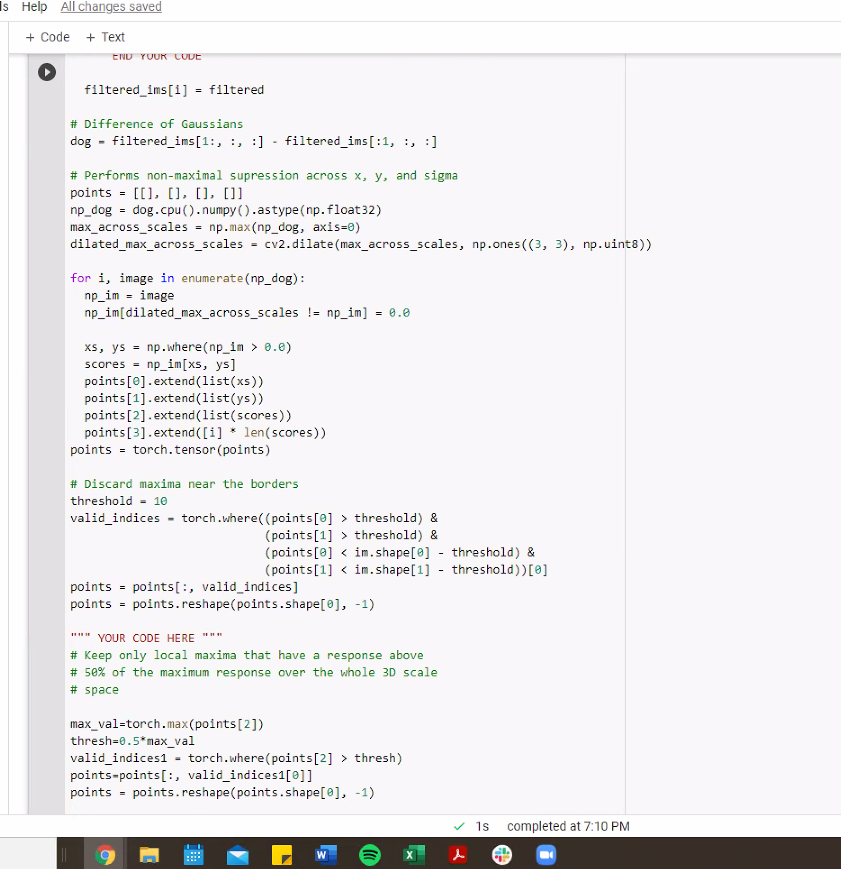 ls Help All changes saved
+ Code + Text
END YOUR CODE
filtered_ims[i] = filtered
# Difference of Gaussians
dog = filtered_ims[1:, :, :] - filtered_ims[:1, :, :]
# Performs non-maximal supression across x, y, and sigma
points = [[], [], [], []]
np_dog = dog.cpu().numpy().astype(np.float32)
max_across_scales = np.max(np_dog, axis=0)
dilated_max_across_scales = cv2.dilate(max_across_scales, np.ones((3, 3), np.uint8))
for i, image in enumerate(np_dog):
np_im = image
np_im[dilated_max_across_scales != np_im] = 0.0
xs, ys = np.where(np_im > 0.0)
scores = np_im[xs, ys]
points[0].extend(list(xs))
points[1].extend(list(ys))
points[2].extend(list(scores))
points[3].extend([i] * len(scores))
points = torch.tensor(points)
# Discard maxima near the borders
threshold = 10
valid_indices = torch.where((points[0] > threshold) &
(points[1] > threshold) &
(points[0] < im.shape[0] - threshold) &
(points[1] < im.shape[1] - threshold))[0]
points = points[:, valid_indices]
points = points.reshape(points.shape[0], -1)
""" YOUR CODE HERE """
# Keep only local maxima that have a response above
# 50% of the maximum response over the whole 3D scale
# space
max_val=torch.max(points[2])
thresh=0.5*max_val
valid_indices1 = torch.where(points[2] > thresh)
points=points[:, valid_indices1[0]]
points = points.reshape(points.shape[0], -1)
1s completed at 7:10 PM